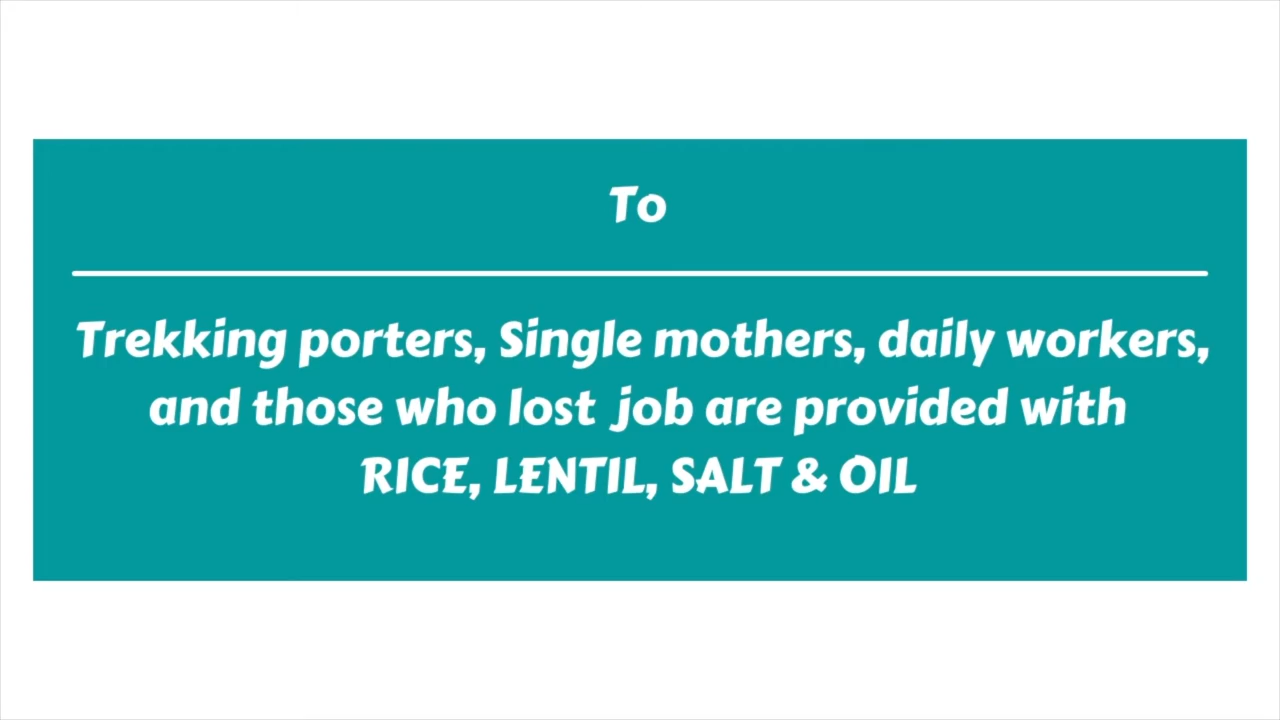 To
Trekking porters, Single mothers, daily workers,
and those who lost job are provided with
RICE, LENTIL, SALT & OIL